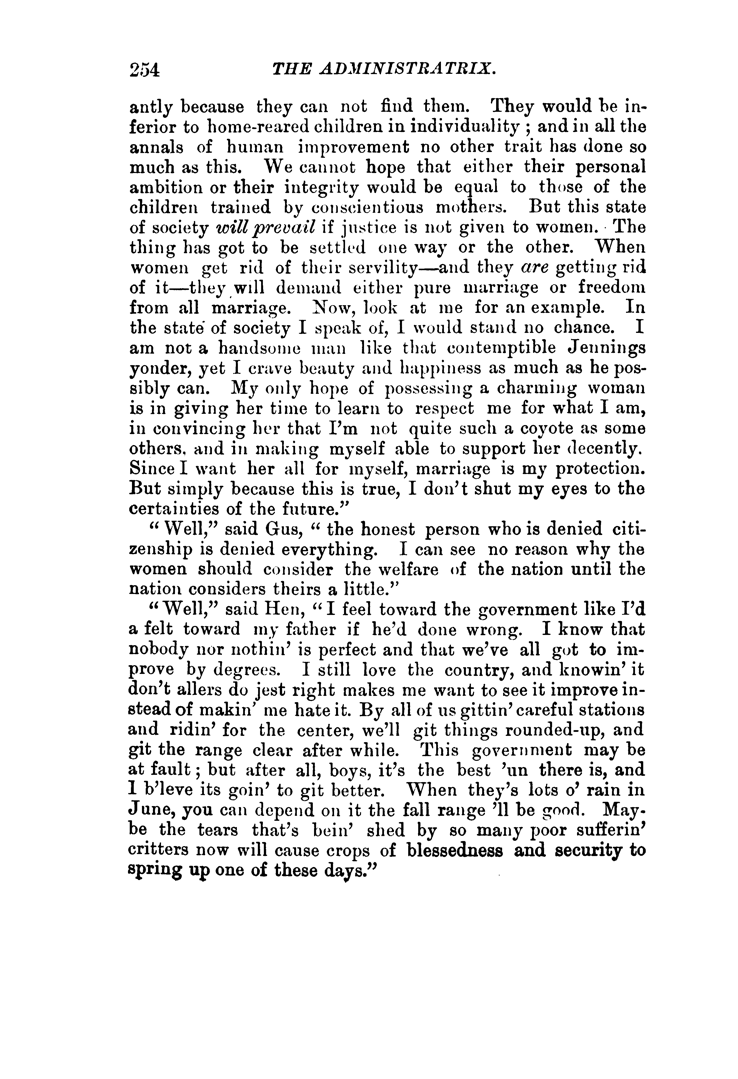 254 THE ADMINISTRATRIX.
antly because they can not find them. They would be in-
ferior to home-reared children in individuality ; and in all the
annals of human improvement no other trait has done so
much as this. We cannot hope that either their personal
ambition or their integrity would be equal to those of the
children trained by conscientious mothers. But this state
of society will prevail if justice is not given to women. The
thing has got to be settled one way or the other. When
women get rid of their servility—and they are getting rid
of it—they will demand either pure marriage or freedom
from all marriage. Now, look at me for an example. In
the state of society I speak of, I would stand no chance. I
am not a handsome man like that contemptible Jennings
yonder, yet I crave beauty and happiness as much as he pos-
sibly can. My only hope of possessing a charming woman
is in giving her time to learn to respect me for what I am,
in convincing her that I'm not quite such a coyote as some
others, and in making myself able to support her decently.
Since I want her all for myself, marriage is my protection.
But simply because this is true, I don't shut my eyes to the
certainties of the future."
" Well," said Gus, " the honest person who is denied citi-
zenship is denied everything. I can see no reason why the
women should consider the welfare of the nation until the
nation considers theirs a little."
" Well," said Hen, " I feel toward the government like I'd
a felt toward my father if he'd done wrong. I know that
nobody nor nothin' is perfect and that we've all got to im-
prove by degrees. I still love the country, and knowin' it
don't allers do jest right makes me want to see it improve in-
stead of makin' me hate it. By all of us gittin' careful stations
and ridin' for the center, we'll git things rounded-up, and
git the range clear after while. This government may be
at fault ; but after all, boys, it's the best 'un there is, and
I b'leve its goin' to git better. When they's lots o' rain in
June, you can depend on it the fall range 'll be good. May-
be the tears that's bein' shed by so many poor sufferin'
critters now will cause crops of blessedness and security to
spring up one of these days."